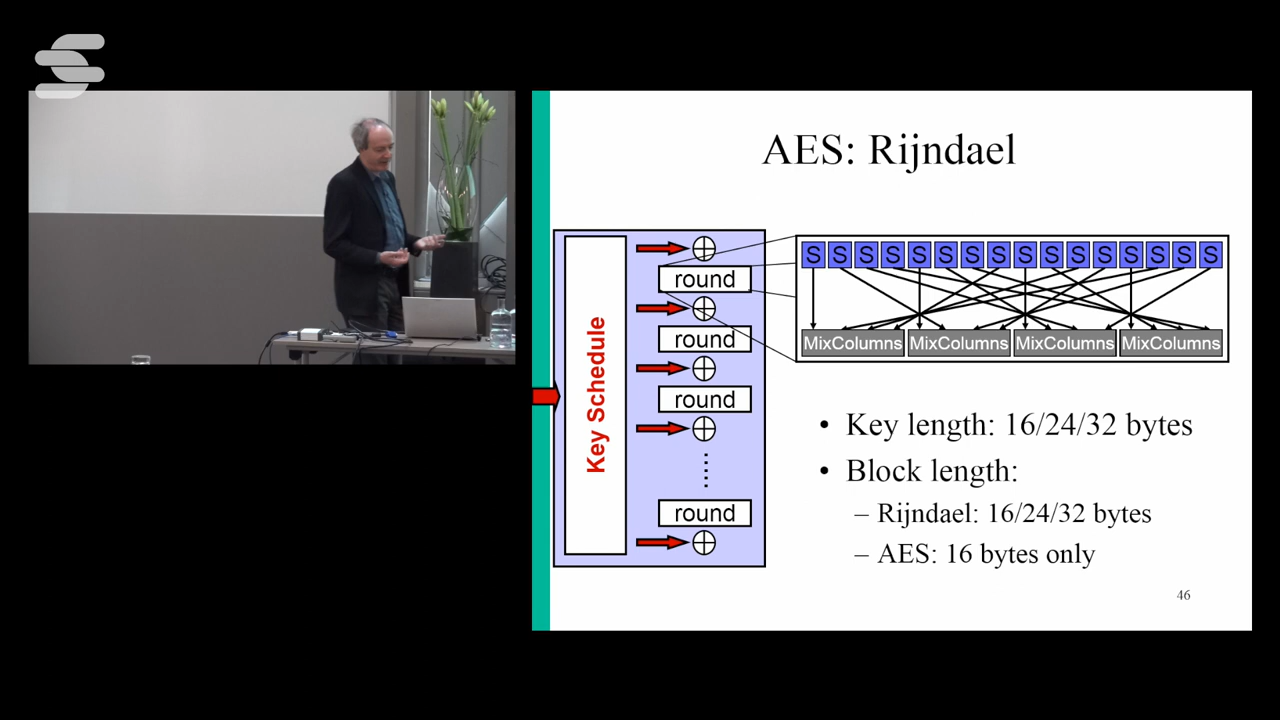 AES: Rijndael
Key Schedule
round
round
round
round
S S S S S S S S S S S S S S S S
MixColumns MixColumns MixColumns MixColumns
• Key length: 16/24/32 bytes
• Block length:
– Rijndael: 16/24/32 bytes
– AES: 16 bytes only
46